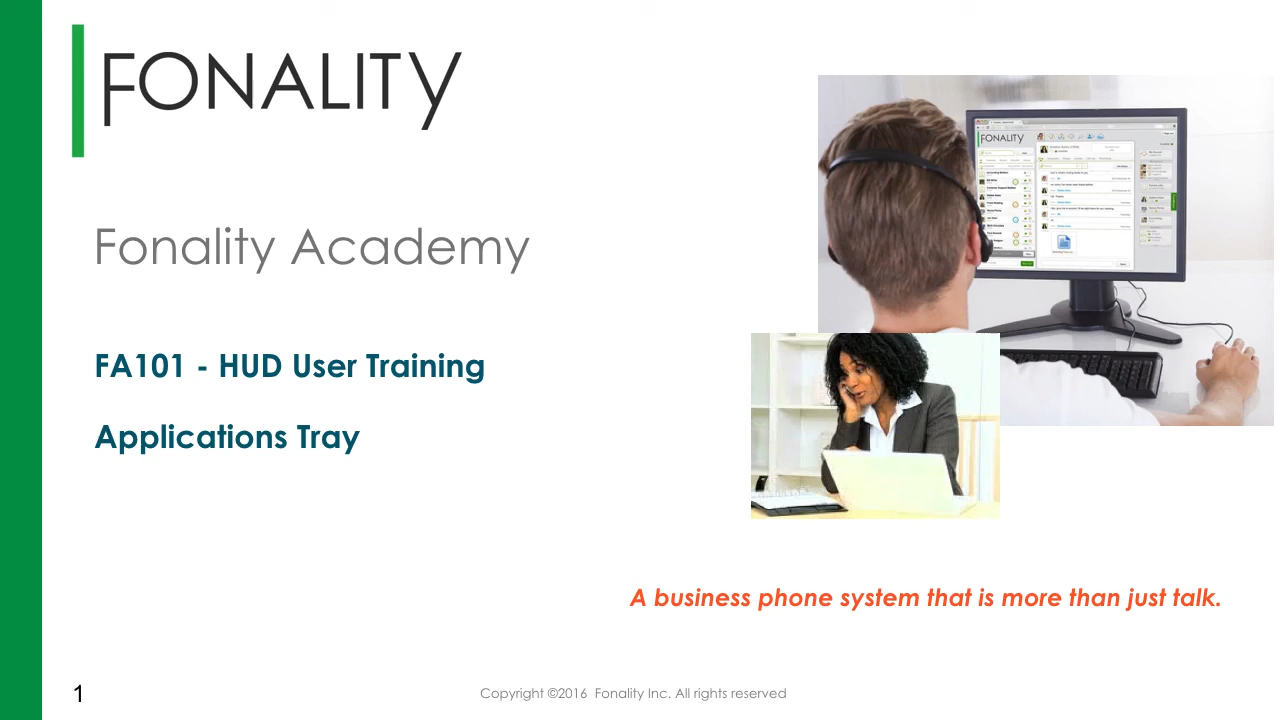 FONALITY
Fonality Academy
FA101 - HUD User Training
Applications Tray
FONALITY
A business phone system that is more than just talk.
1
Copyright ©2016 Fonality Inc. All rights reserved